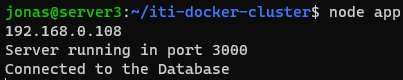 jonas@server3:~/iti-docker-cluster$ node app
192.168.0.108
Server running in port 3000
Connected to the Database